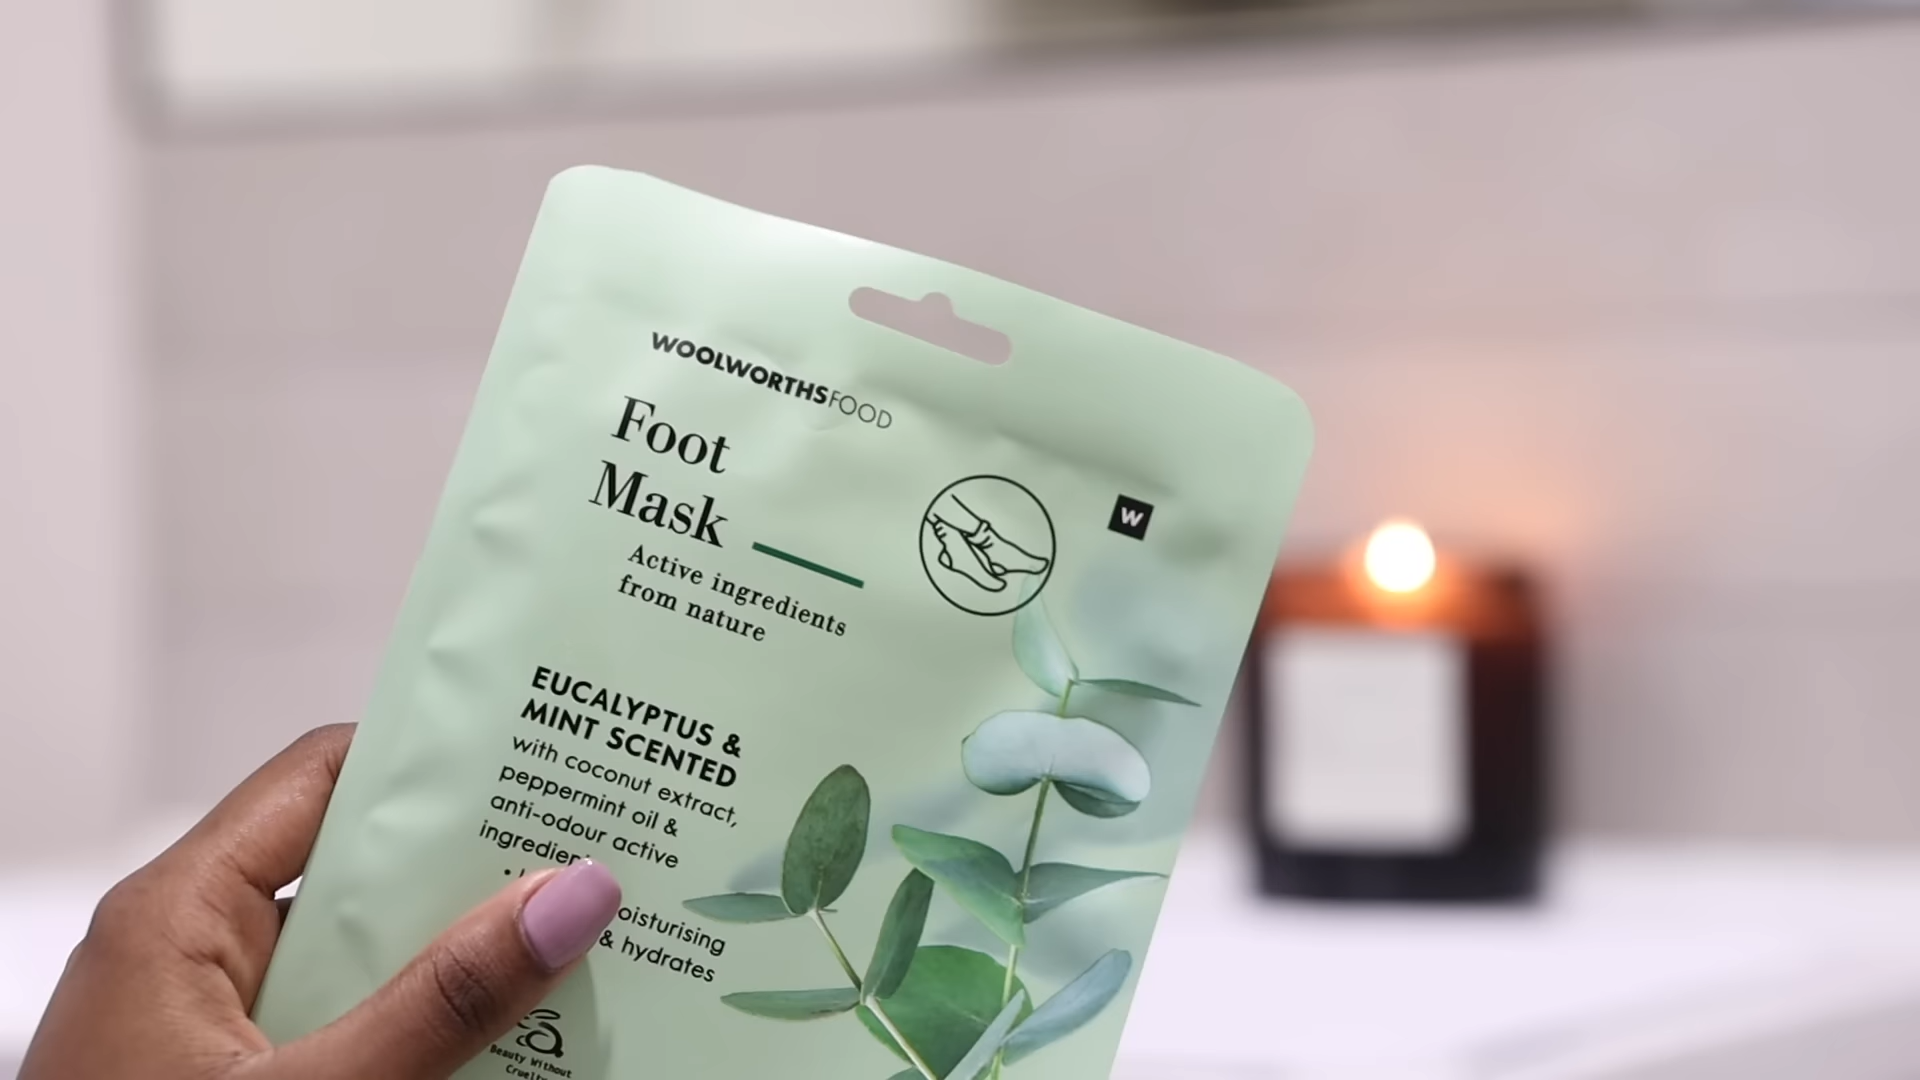 WOOLWORTHSFOOD
Foot
Mask
W
Active ingredients
from nature
EUCALYPTUS &
MINT SCENTED
with coconut extract,
peppermint oil &
anti-odour active
& hydrates
Beauty Without